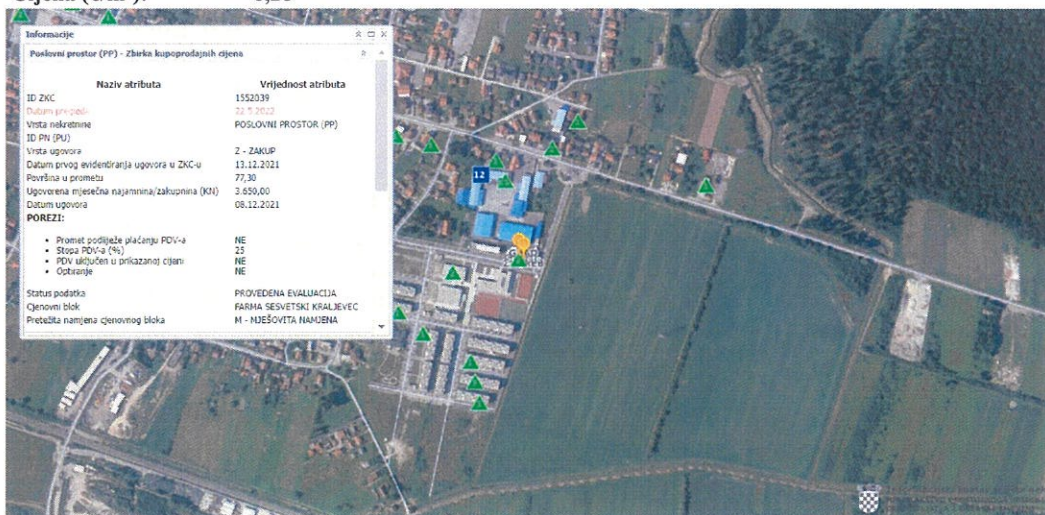 Informacije
Poslovni prostor (PP) - Zbirka kupoprodajnih cijena
Naziv atributa Vrijednost atributa
ID ZKC 1552039
Datum pregleda 22.5.2022
Vrsta nekretnine POSLOVNI PROSTOR (PP)
ID PN (PU)
Vrsta ugovora Z - ZAKUP
Datum prvog evidentiranja ugovora u ZKC-u 13.12.2021
Površina u prometu 77,30
Ugovorena mjesečna najamnina/zakupnina (KN) 3.650,00
Datum ugovora 08.12.2021
POREZI:
• Promet podliježe plaćanju PDV-a NE
• Stopa PDV-a (%) 25
• PDV uključen u prikazanoj cijeni NE
• Optiranje NE
Status podatka PROVEDENA EVALUACIJA
Cjenovni blok FARMA SESVETSKI KRALJEVEC
Pretežita namjena cjenovnog bloka M - MJEŠOVITA NAMJENA
12